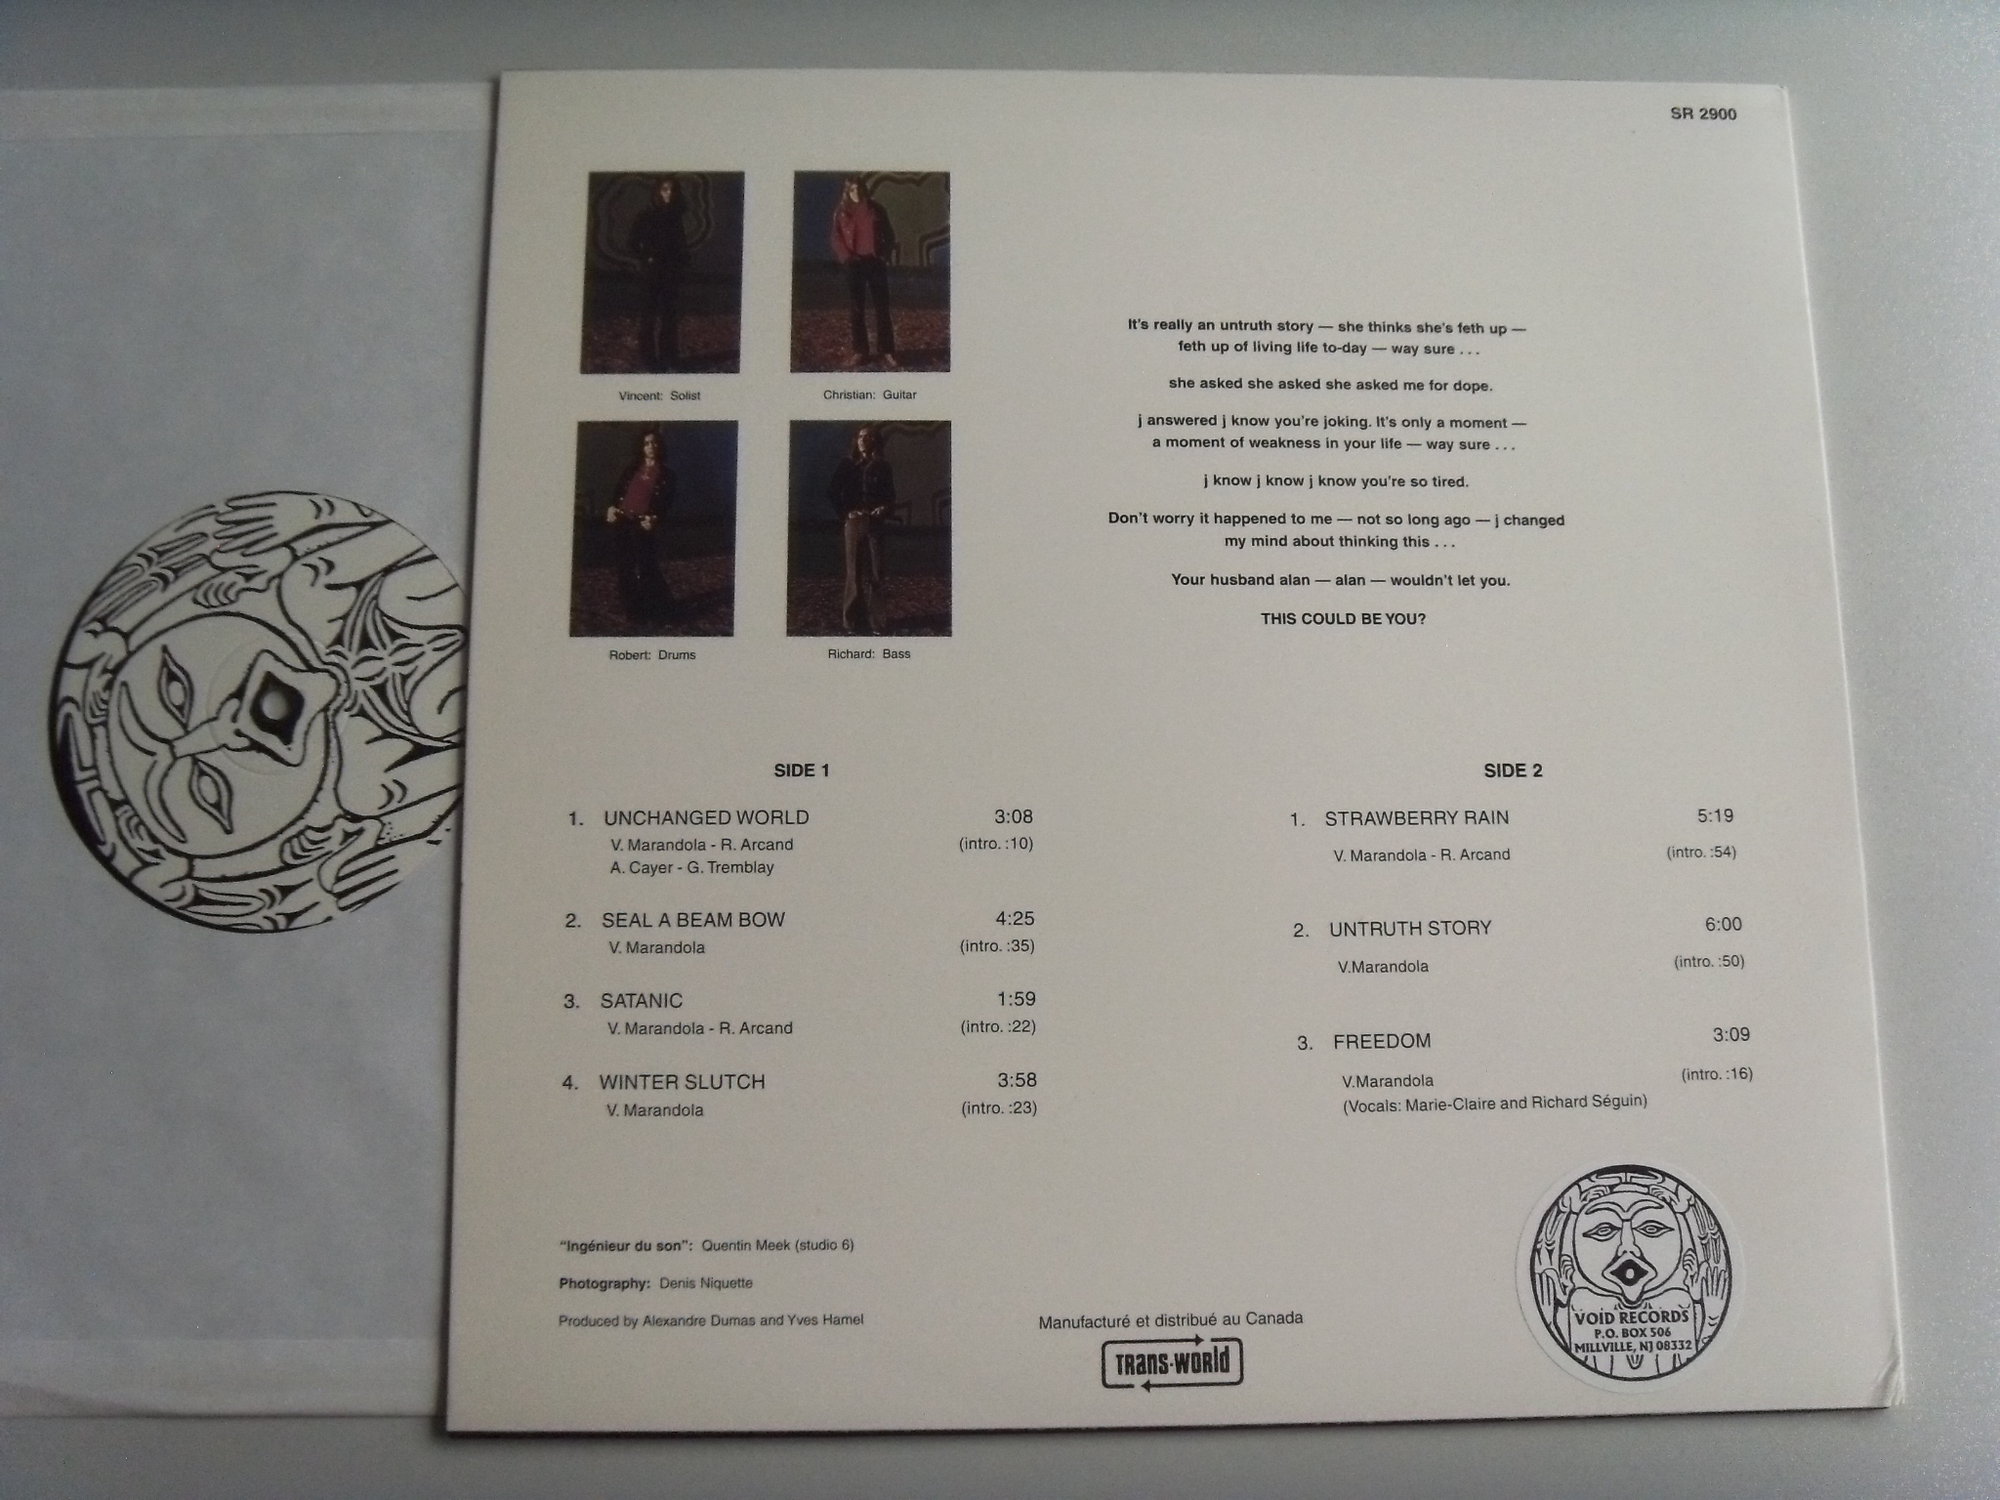 SR 2900
Vincent: Solist
Christian: Guitar
Robert: Drums
Richard: Bass
It's really an untruth story — she thinks she's feth up —
feth up of living life to-day — way sure . . .
she asked she asked she asked me for dope.
j answered j know you're joking. It's only a moment —
a moment of weakness in your life — way sure . . .
j know j know j know you're so tired.
Don't worry it happened to me — not so long ago — j changed
my mind about thinking this . . .
Your husband alan — alan — wouldn't let you.
THIS COULD BE YOU?
SIDE 1
1. UNCHANGED WORLD 3:08
V. Marandola - R. Arcand (intro. :10)
A. Cayer - G. Tremblay
2. SEAL A BEAM BOW 4:25
V. Marandola (intro. :35)
3. SATANIC 1:59
V. Marandola - R. Arcand (intro. :22)
4. WINTER SLUTCH 3:58
V. Marandola (intro. :23)
SIDE 2
1. STRAWBERRY RAIN 5:19
V. Marandola - R. Arcand (intro. :54)
2. UNTRUTH STORY 6:00
V.Marandola (intro. :50)
3. FREEDOM 3:09
V.Marandola (intro. :16)
(Vocals: Marie-Claire and Richard Séguin)
"Ingénieur du son": Quentin Meek (studio 6)
Photography: Denis Niquette
Produced by Alexandre Dumas and Yves Hamel
Manufacturé et distribué au Canada
TRANS-WORLD
VOID RECORDS
P.O. BOX 506
MILLVILLE, NJ 08332